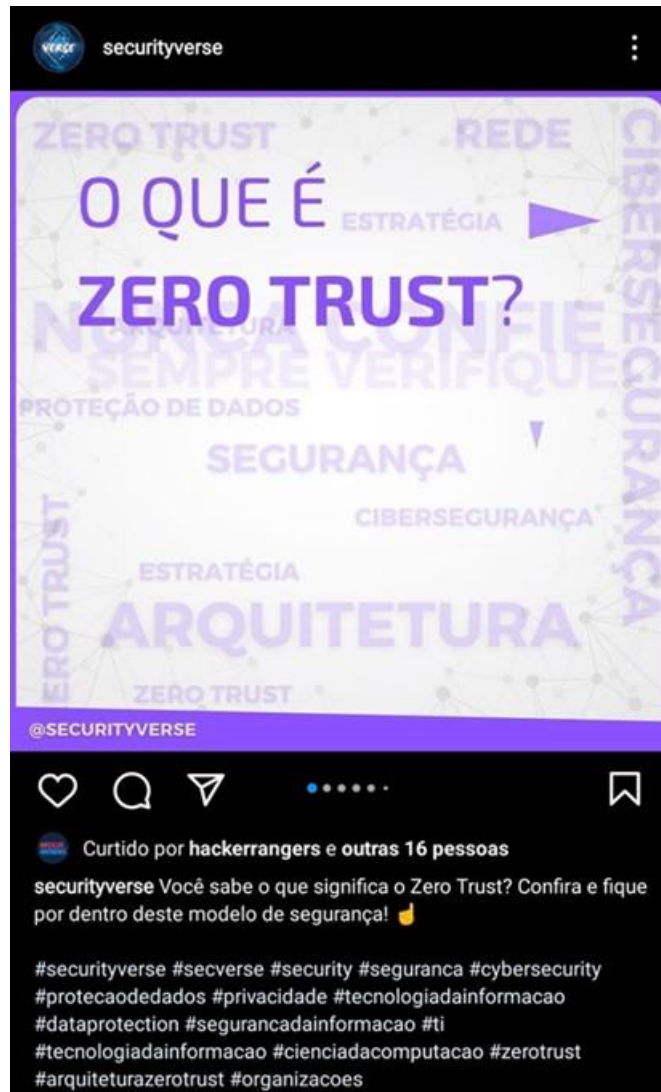 VERSE
securityverse
ZERO TRUST
REDE
CIBERSEGURANÇA
O QUE É
ESTRATÉGIA
ZERO TRUST?
ARQUITETURA
NUNCA CONFIE
SEMPRE VERIFIQUE
PROTEÇÃO DE DADOS
SEGURANÇA
CIBERSEGURANÇA
ERO TRUST
ESTRATÉGIA
ARQUITETURA
ZERO TRUST
@SECURITYVERSE
Curtido por hackerrangers e outras 16 pessoas
securityverse Você sabe o que significa o Zero Trust? Confira e fique
por dentro deste modelo de segurança! ☝
#securityverse #secverse #security #seguranca #cybersecurity
#protecaodedados #privacidade #tecnologiadainformacao
#dataprotection #segurancadainformacao #ti
#tecnologiadainformacao #cienciadacomputacao #zerotrust
#arquiteturazerotrust #organizacoes